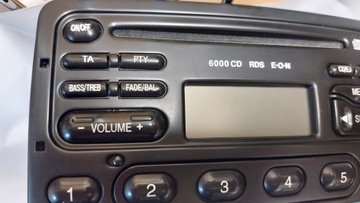 ON/OFF
TA PTY
6000 CD RDS E·O·N
BASS/TREB FADE/BAL
- VOLUME +
1 2 3 4 5